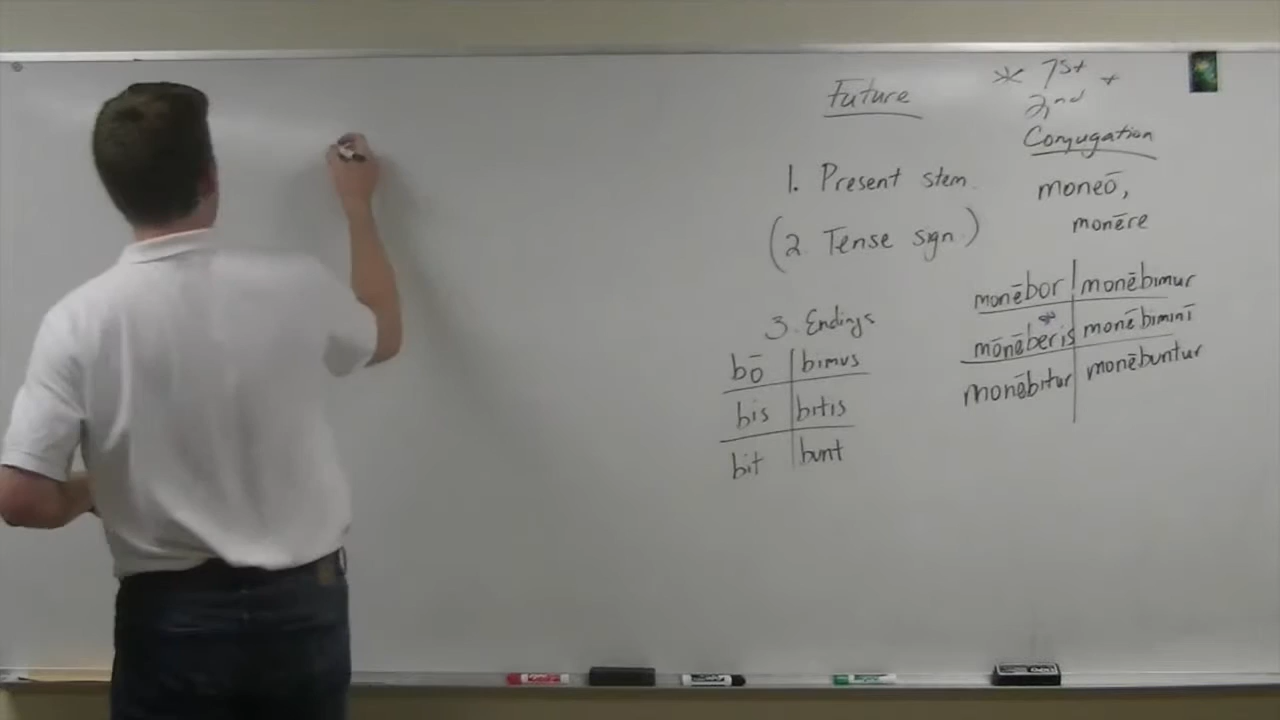 Future
* 1st +
2nd
Conjugation
1. Present stem
(2. Tense sign.)
moneō,
monēre
3. Endings
bō | bimus
bis | bitis
bit | bunt
monēbor | monēbimur
mōnēberis | monēbiminī
monēbitur | monēbuntur